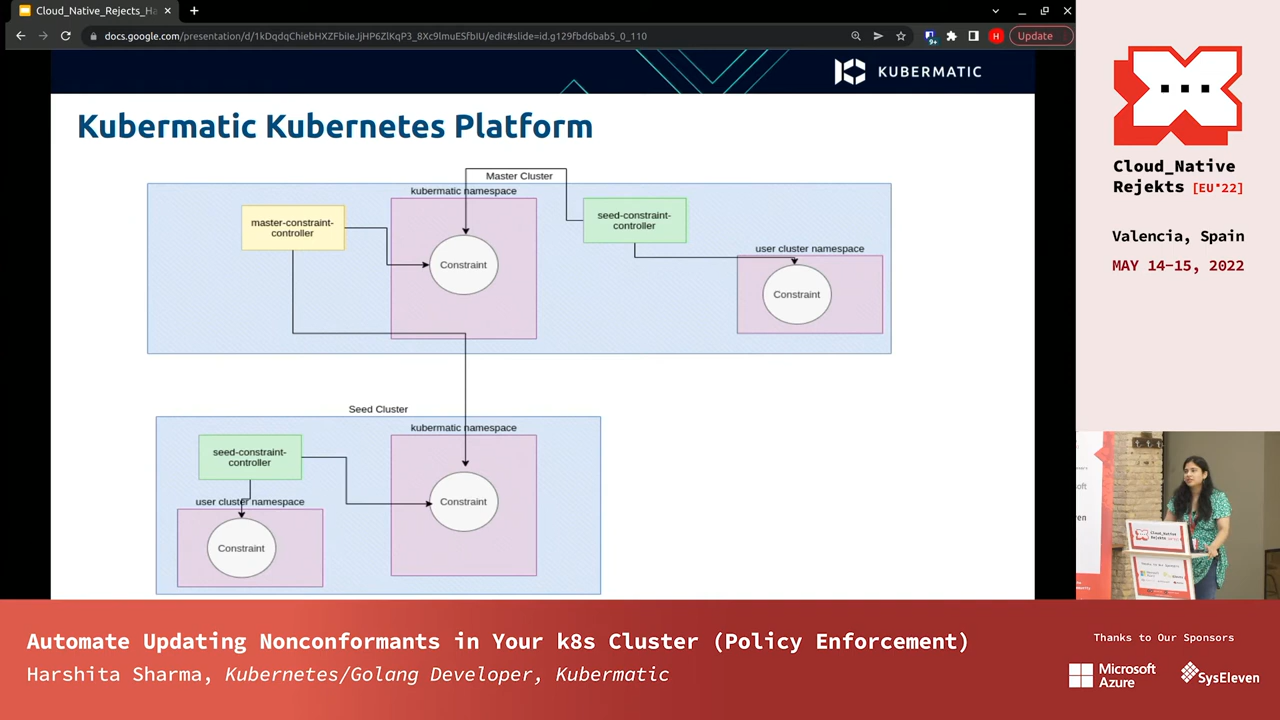 Cloud_Native_Rejects_Ha
docs.google.com/presentation/d/1kDqdqChiebHXZFbileJjHP6ZlKqP3_8Xc9lmuESfbIU/edit#slide=id.g129fbd6bab5_0_110
9+
H
Update
KUBERMATIC
Kubermatic Kubernetes Platform
Master Cluster
kubermatic namespace
master-constraint-
controller
Constraint
seed-constraint-
controller
user cluster namespace
Constraint
Seed Cluster
kubermatic namespace
seed-constraint-
controller
Constraint
user cluster namespace
Constraint
Cloud_Native
Rejekts [EU'22]
Valencia, Spain
MAY 14-15, 2022
Automate Updating Nonconformants in Your k8s Cluster (Policy Enforcement)
Harshita Sharma, Kubernetes/Golang Developer, Kubermatic
Thanks to Our Sponsors
Microsoft
Azure
SysEleven